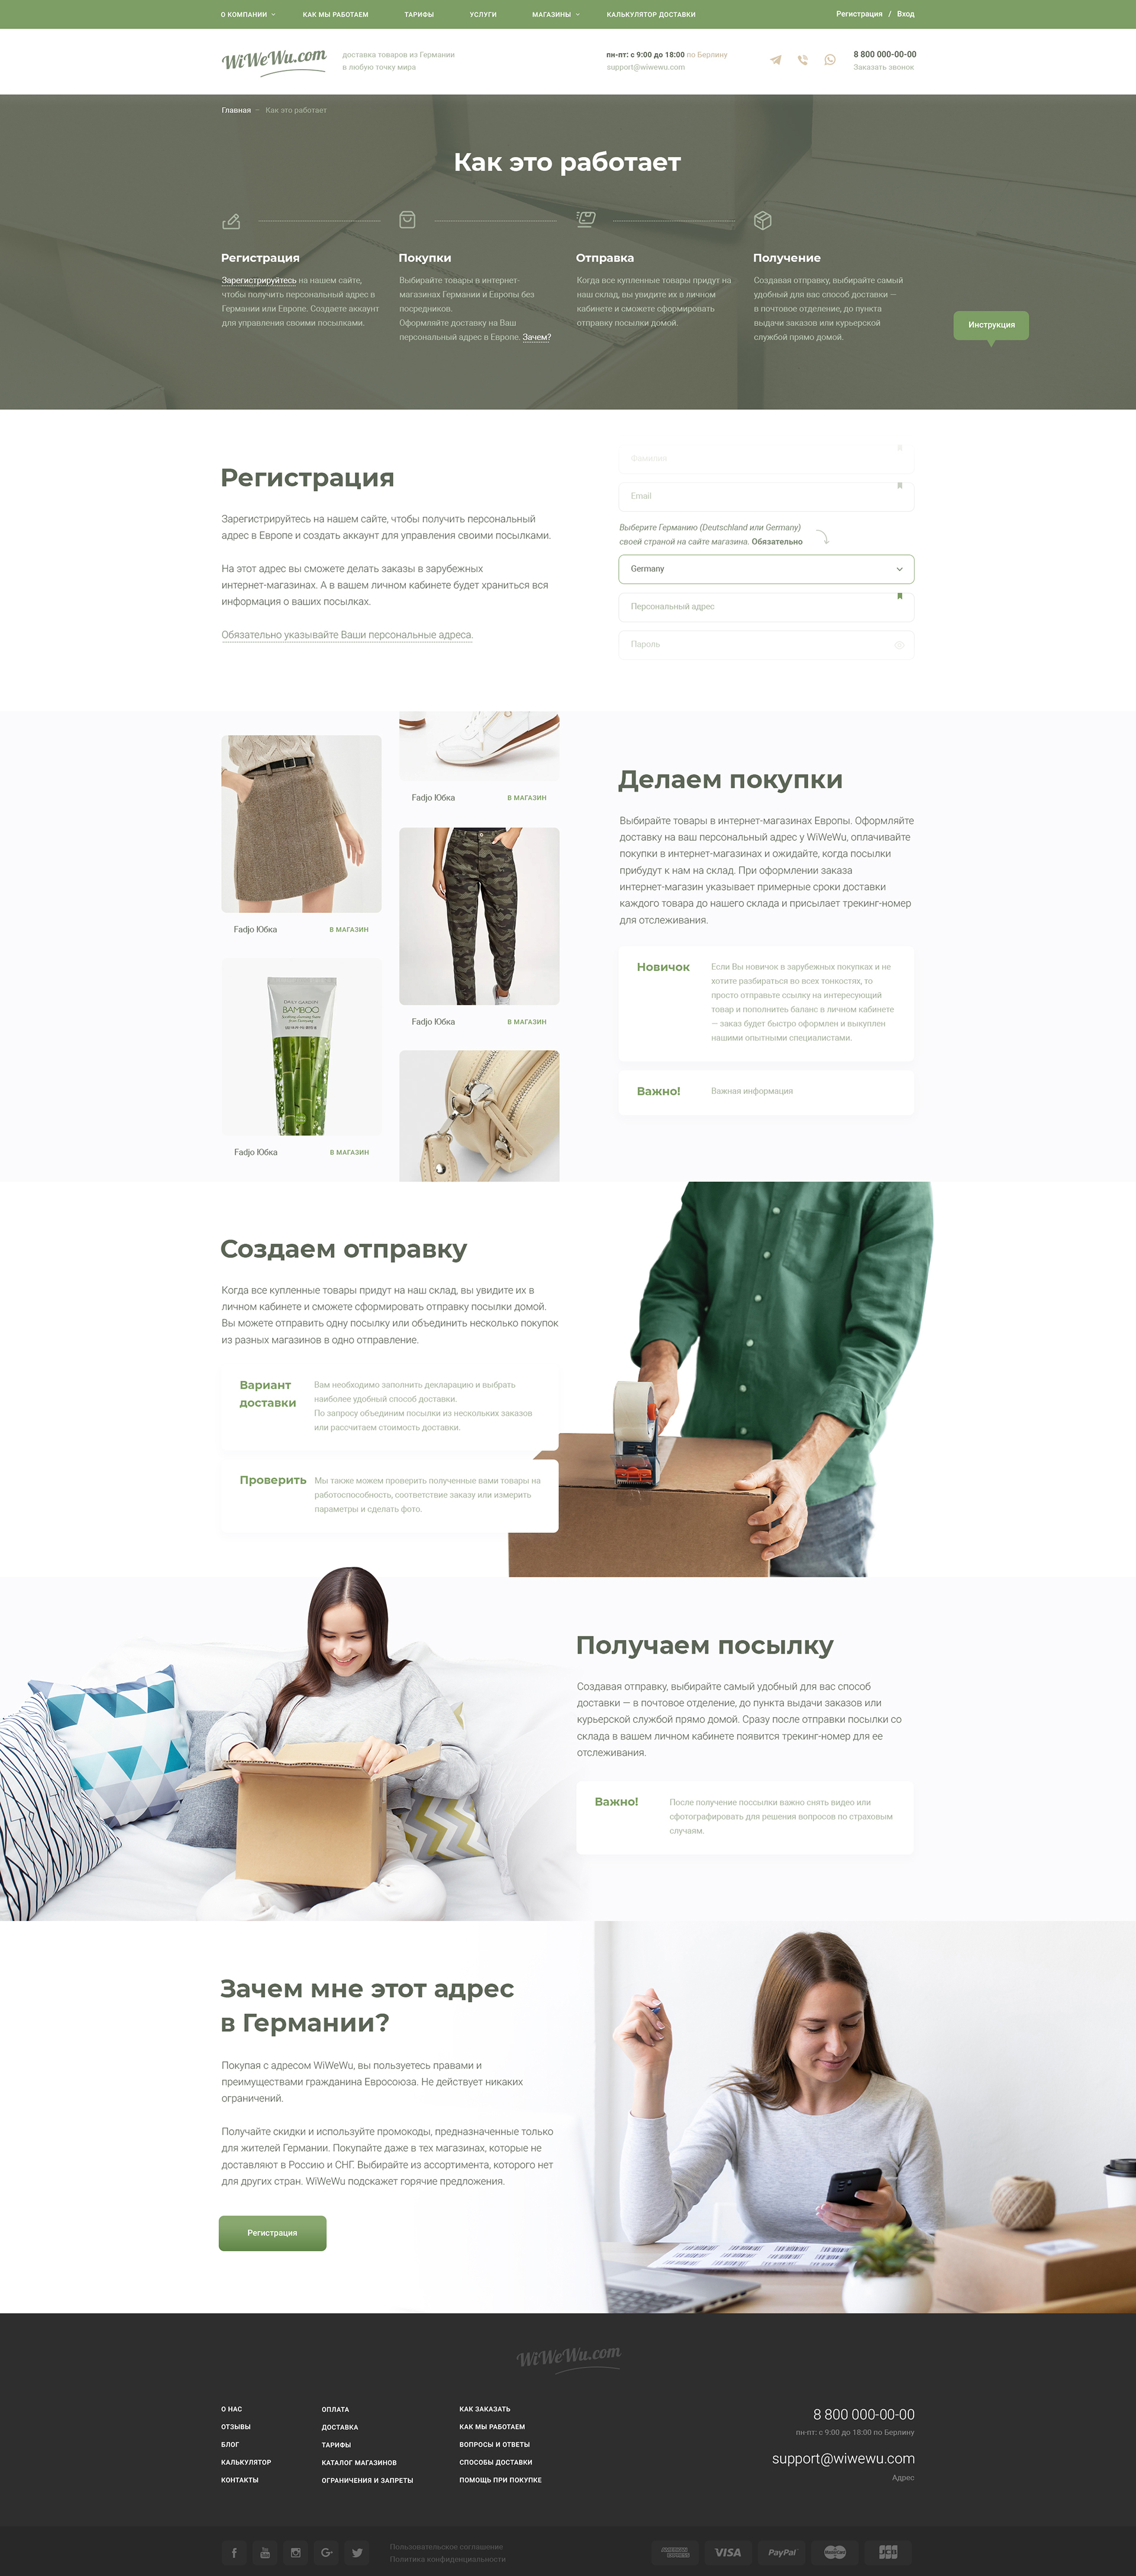 О КОМПАНИИ
КАК МЫ РАБОТАЕМ
ТАРИФЫ
УСЛУГИ
МАГАЗИНЫ
КАЛЬКУЛЯТОР ДОСТАВКИ
Регистрация / Вход
WiWeWu.com
доставка товаров из Германии
в любую точку мира
пн-пт: с 9:00 до 18:00 по Берлину
support@wiwewu.com
8 800 000-00-00
Заказать звонок
Главная – Как это работает
Как это работает
Регистрация
Зарегистрируйтесь на нашем сайте,
чтобы получить персональный адрес в
Германии или Европе. Создаете аккаунт
для управления своими посылками.
Покупки
Выбирайте товары в интернет-
магазинах Германии и Европы без
посредников.
Оформляйте доставку на Ваш
персональный адрес в Европе. Зачем?
Отправка
Когда все купленные товары придут на
наш склад, вы увидите их в личном
кабинете и сможете сформировать
отправку посылки домой.
Получение
Создавая отправку, выбирайте самый
удобный для вас способ доставки —
в почтовое отделение, до пункта
выдачи заказов или курьерской
службой прямо домой.
Инструкция
Регистрация
Зарегистрируйтесь на нашем сайте, чтобы получить персональный
адрес в Европе и создать аккаунт для управления своими посылками.
На этот адрес вы сможете делать заказы в зарубежных
интернет-магазинах. А в вашем личном кабинете будет храниться вся
информация о ваших посылках.
Обязательно указывайте Ваши персональные адреса.
Фамилия
Email
Выберите Германию (Deutschland или Germany)
своей страной на сайте магазина. Обязательно
Germany
Персональный адрес
Пароль
Fadjo Юбка
В МАГАЗИН
Fadjo Юбка
В МАГАЗИН
DAILY GARDEN
BAMBOO
Fadjo Юбка
В МАГАЗИН
Fadjo Юбка
В МАГАЗИН
Делаем покупки
Выбирайте товары в интернет-магазинах Европы. Оформляйте
доставку на ваш персональный адрес у WiWeWu, оплачивайте
покупки в интернет-магазинах и ожидайте, когда посылки
прибудут к нам на склад. При оформлении заказа
интернет-магазин указывает примерные сроки доставки
каждого товара до нашего склада и присылает трекинг-номер
для отслеживания.
Новичок
Если Вы новичок в зарубежных покупках и не
хотите разбираться во всех тонкостях, то
просто отправьте ссылку на интересующий
товар и пополнитеь баланс в личном кабинете
— заказ будет быстро оформлен и выкуплен
нашими опытными специалистами.
Важно!
Важная информация
Создаем отправку
Когда все купленные товары придут на наш склад, вы увидите их в
личном кабинете и сможете сформировать отправку посылки домой.
Вы можете отправить одну посылку или объединить несколько покупок
из разных магазинов в одно отправление.
Вариант
доставки
Вам необходимо заполнить декларацию и выбрать
наиболее удобный способ доставки.
По запросу объединим посылки из нескольких заказов
или рассчитаем стоимость доставки.
Проверить
Мы также можем проверить полученные вами товары на
работоспособность, соответствие заказу или измерить
параметры и сделать фото.
Получаем посылку
Создавая отправку, выбирайте самый удобный для вас способ
доставки — в почтовое отделение, до пункта выдачи заказов или
курьерской службой прямо домой. Сразу после отправки посылки со
склада в вашем личном кабинете появится трекинг-номер для ее
отслеживания.
Важно!
После получение поссылки важно снять видео или
сфотографировать для решения вопросов по страховым
случаям.
Зачем мне этот адрес
в Германии?
Покупая с адресом WiWeWu, вы пользуетесь правами и
преимуществами гражданина Евросоюза. Не действует никаких
ограничений.
Получайте скидки и используйте промокоды, предназначенные только
для жителей Германии. Покупайте даже в тех магазинах, которые не
доставляют в Россию и СНГ. Выбирайте из ассортимента, которого нет
для других стран. WiWeWu подскажет горячие предложения.
Регистрация
WiWeWu.com
О НАС
ОТЗЫВЫ
БЛОГ
КАЛЬКУЛЯТОР
КОНТАКТЫ
ОПЛАТА
ДОСТАВКА
ТАРИФЫ
КАТАЛОГ МАГАЗИНОВ
ОГРАНИЧЕНИЯ И ЗАПРЕТЫ
КАК ЗАКАЗАТЬ
КАК МЫ РАБОТАЕМ
ВОПРОСЫ И ОТВЕТЫ
СПОСОБЫ ДОСТАВКИ
ПОМОЩЬ ПРИ ПОКУПКЕ
8 800 000-00-00
пн-пт: с 9:00 до 18:00 по Берлину
support@wiwewu.com
Адрес
Пользовательское соглашение
Политика конфиденциальности
AMERICAN EXPRESS
VISA
PayPal
JCB